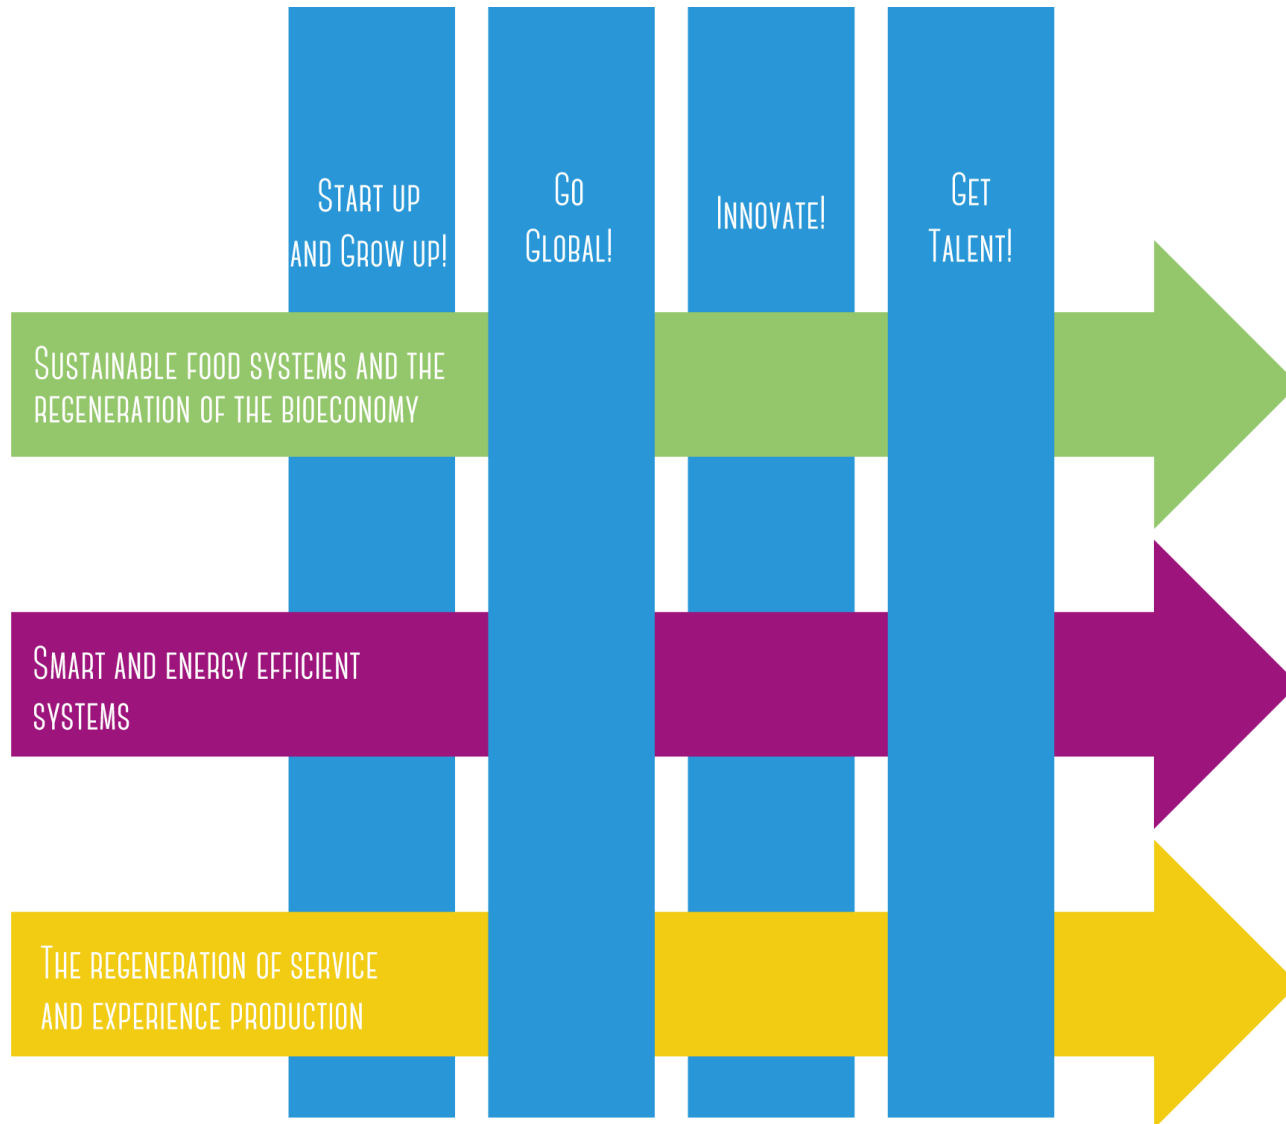 Start up
and Grow up!
Go
Global!
Innovate!
Get
Talent!
Sustainable food systems and the
regeneration of the bioeconomy
Smart and energy efficient
systems
The regeneration of service
and experience production